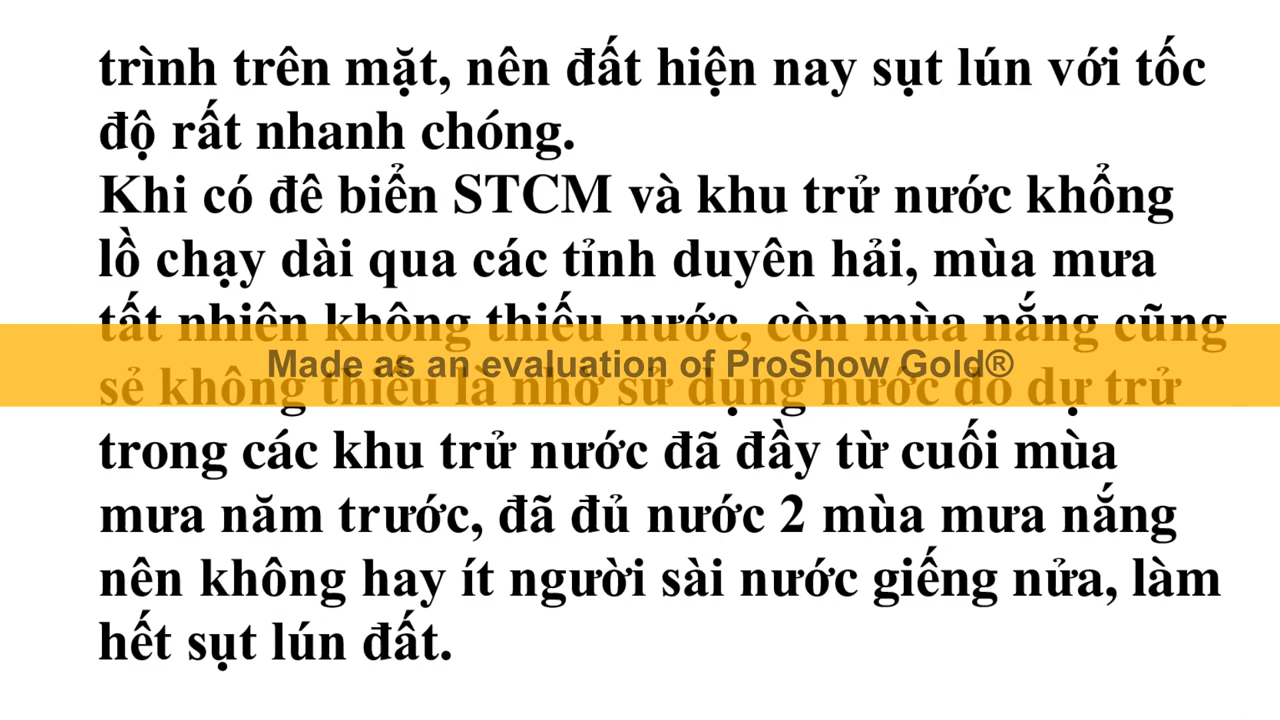 trình trên mặt, nên đất hiện nay sụt lún với tốc
độ rất nhanh chóng.
Khi có đê biển STCM và khu trử nước khổng
lồ chạy dài qua các tỉnh duyên hải, mùa mưa
tất nhiên không thiếu nước, còn mùa nắng cũng
Made as an evaluation of ProShow Gold®
sẻ không thiếu là nhờ sử dụng nước do dự trử
trong các khu trử nước đã đầy từ cuối mùa
mưa năm trước, đã đủ nước 2 mùa mưa nắng
nên không hay ít người sài nước giếng nửa, làm
hết sụt lún đất.